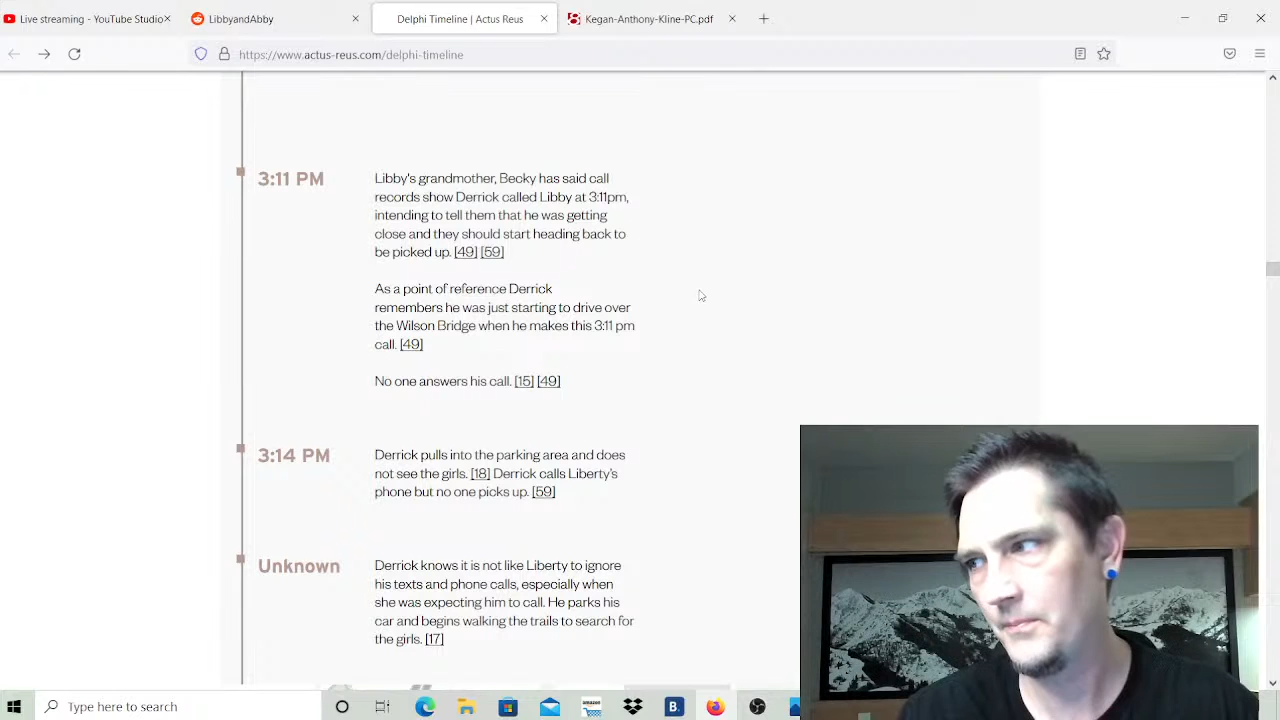 Live streaming - YouTube Studio
LibbyandAbby
Delphi Timeline | Actus Reus
Kegan-Anthony-Kline-PC.pdf
https://www.actus-reus.com/delphi-timeline
3:11 PM
Libby's grandmother, Becky has said call
records show Derrick called Libby at 3:11pm,
intending to tell them that he was getting
close and they should start heading back to
be picked up. [49] [59]
As a point of reference Derrick
remembers he was just starting to drive over
the Wilson Bridge when he makes this 3:11 pm
call. [49]
No one answers his call. [15] [49]
3:14 PM
Derrick pulls into the parking area and does
not see the girls. [18] Derrick calls Liberty's
phone but no one picks up. [59]
Unknown
Derrick knows it is not like Liberty to ignore
his texts and phone calls, especially when
she was expecting him to call. He parks his
car and begins walking the trails to search for
the girls. [17]
Type here to search
amazon
B